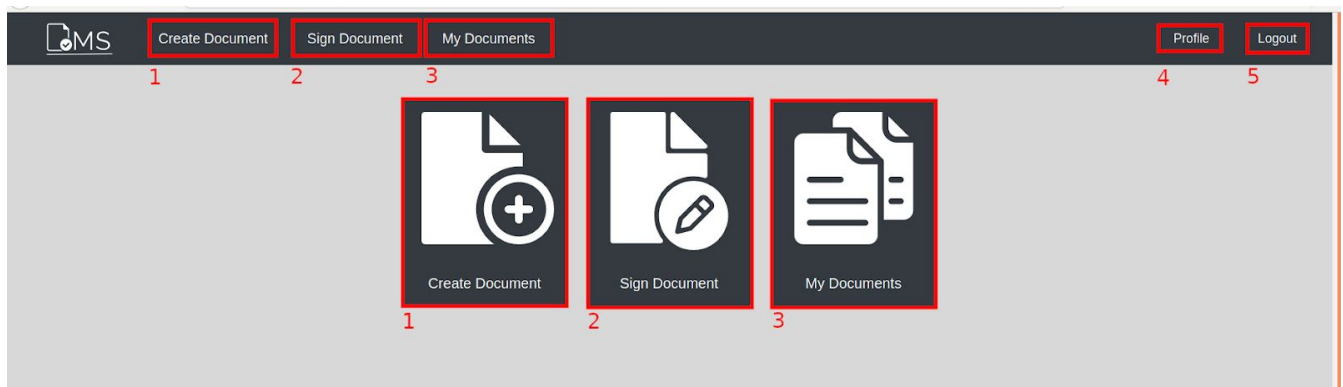 DMS Create Document Sign Document My Documents Profile Logout
1 2 3 4 5
Create Document Sign Document My Documents
1 2 3